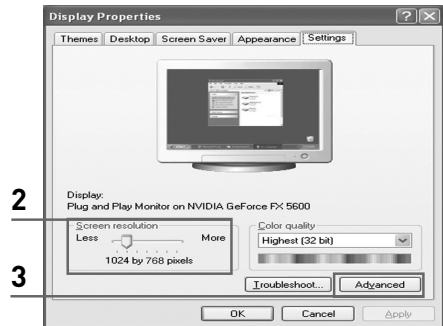 Display Properties
Themes Desktop Screen Saver Appearance Settings
Display:
Plug and Play Monitor on NVIDIA GeForce FX 5600
2
Screen resolution
Less More
1024 by 768 pixels
Color quality
Highest (32 bit)
3
Troubleshoot... Advanced
OK Cancel Apply